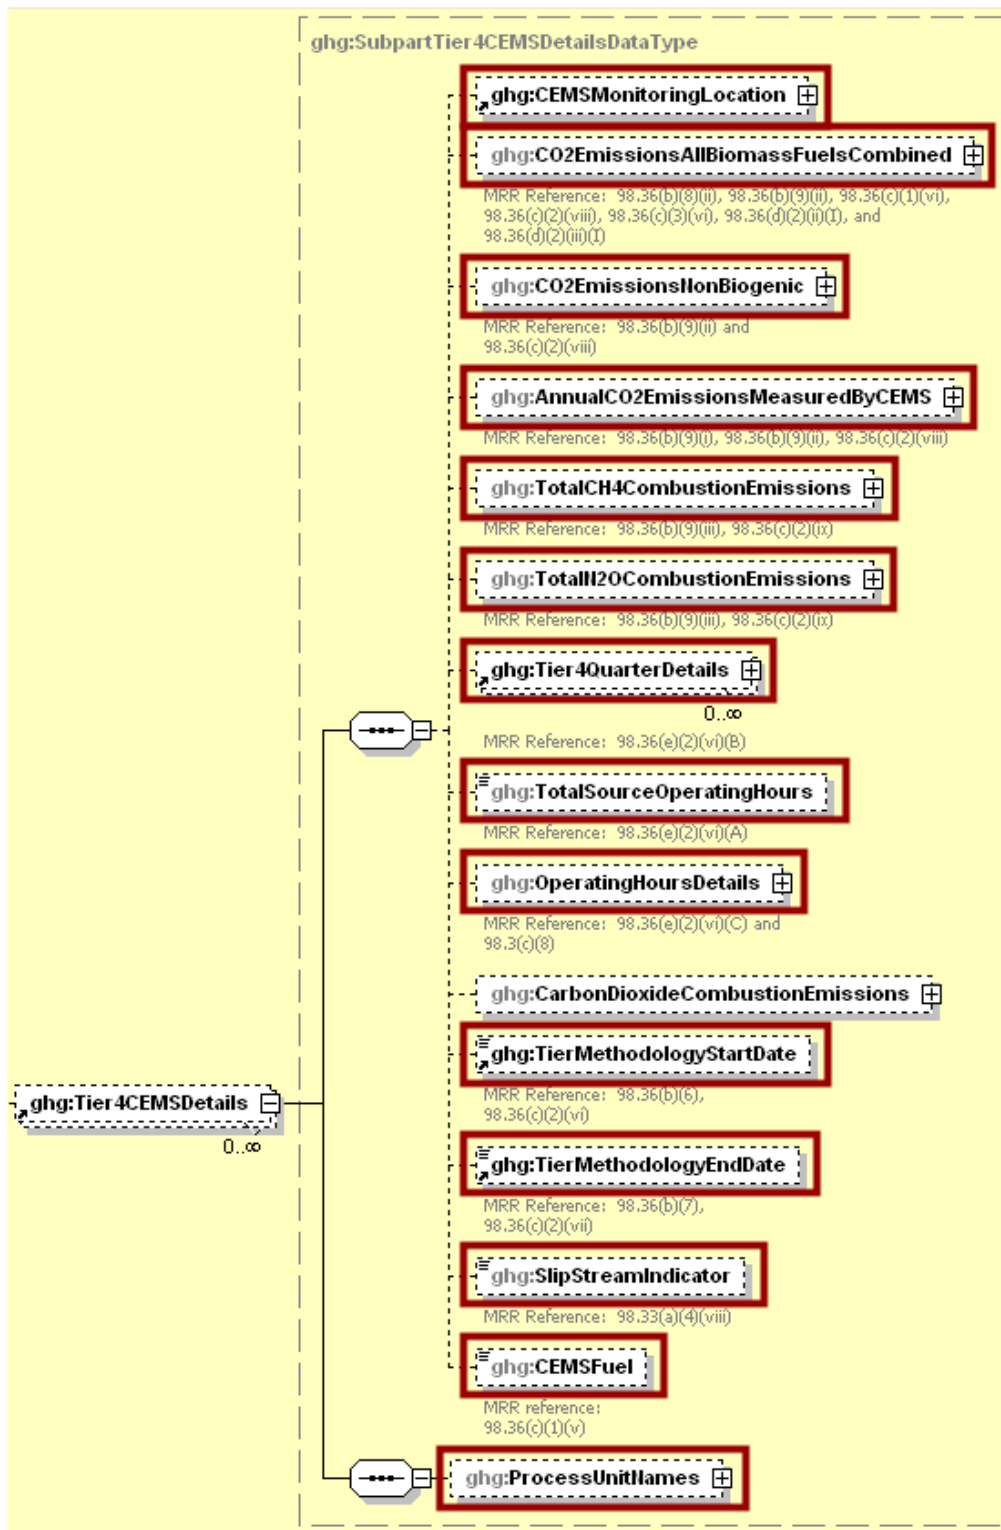 ghg:SubpartTier4CEMSDetailsDataType
ghg:CEMSMonitoringLocation
ghg:CO2EmissionsAllBiomassFuelsCombined
MRR Reference: 98.36(b)(8)(ii), 98.36(b)(9)(ii), 98.36(c)(1)(vi),
98.36(c)(2)(viii), 98.36(c)(3)(vi), 98.36(d)(2)(ii)(I), and
98.36(d)(2)(iii)(I)
ghg:CO2EmissionsNonBiogenic
MRR Reference: 98.36(b)(9)(ii) and
98.36(c)(2)(viii)
ghg:AnnualCO2EmissionsMeasuredByCEMS
MRR Reference: 98.36(b)(9)(i), 98.36(b)(9)(ii), 98.36(c)(2)(viii)
ghg:TotalCH4CombustionEmissions
MRR Reference: 98.36(b)(9)(iii), 98.36(c)(2)(ix)
ghg:TotalN2OCombustionEmissions
MRR Reference: 98.36(b)(9)(iii), 98.36(c)(2)(ix)
ghg:Tier4QuarterDetails
0..∞
MRR Reference: 98.36(e)(2)(vi)(B)
ghg:TotalSourceOperatingHours
MRR Reference: 98.36(e)(2)(vi)(A)
ghg:OperatingHoursDetails
MRR Reference: 98.36(e)(2)(vi)(C) and
98.3(c)(8)
ghg:CarbonDioxideCombustionEmissions
ghg:TierMethodologyStartDate
MRR Reference: 98.36(b)(6),
98.36(c)(2)(vi)
ghg:Tier4CEMSDetails
0..∞
ghg:TierMethodologyEndDate
MRR Reference: 98.36(b)(7),
98.36(c)(2)(vii)
ghg:SlipStreamIndicator
MRR Reference: 98.33(a)(4)(viii)
ghg:CEMSFuel
MRR reference:
98.36(c)(1)(v)
ghg:ProcessUnitNames